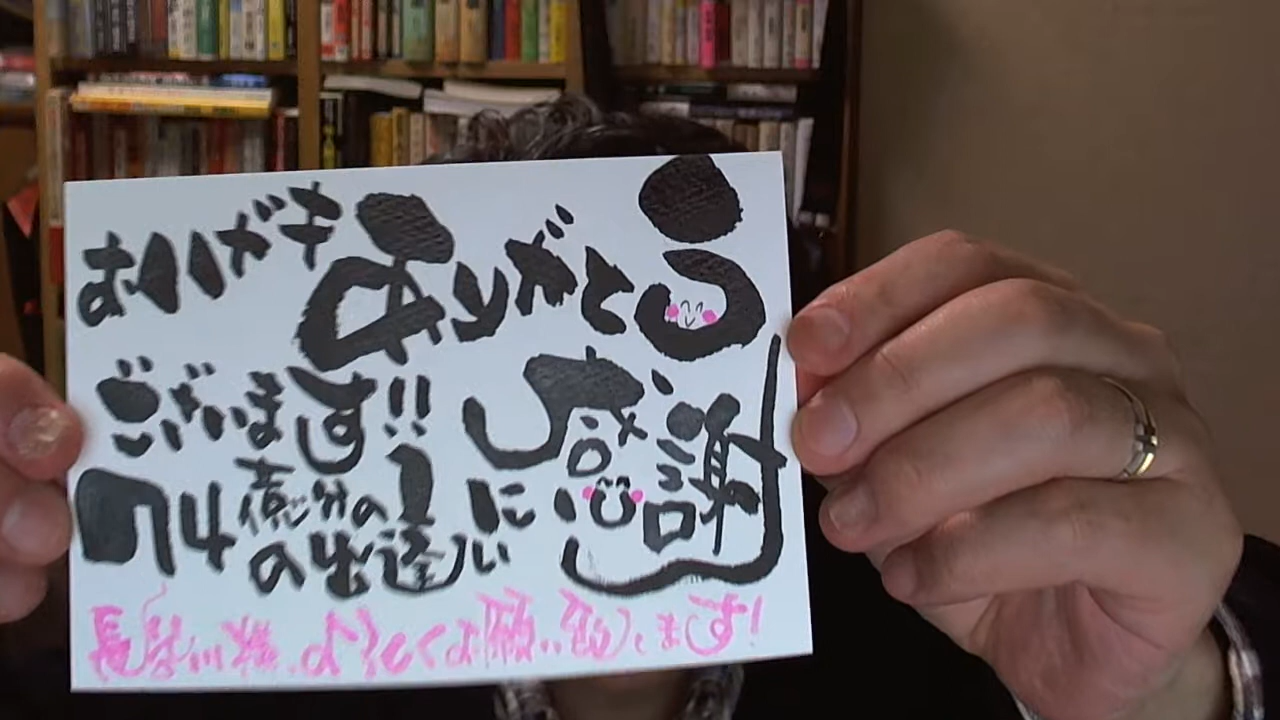 おハガキありがとう
ございます!!
74億分の1
の出逢いに
感謝
長谷川様、よろしくお願い致します!